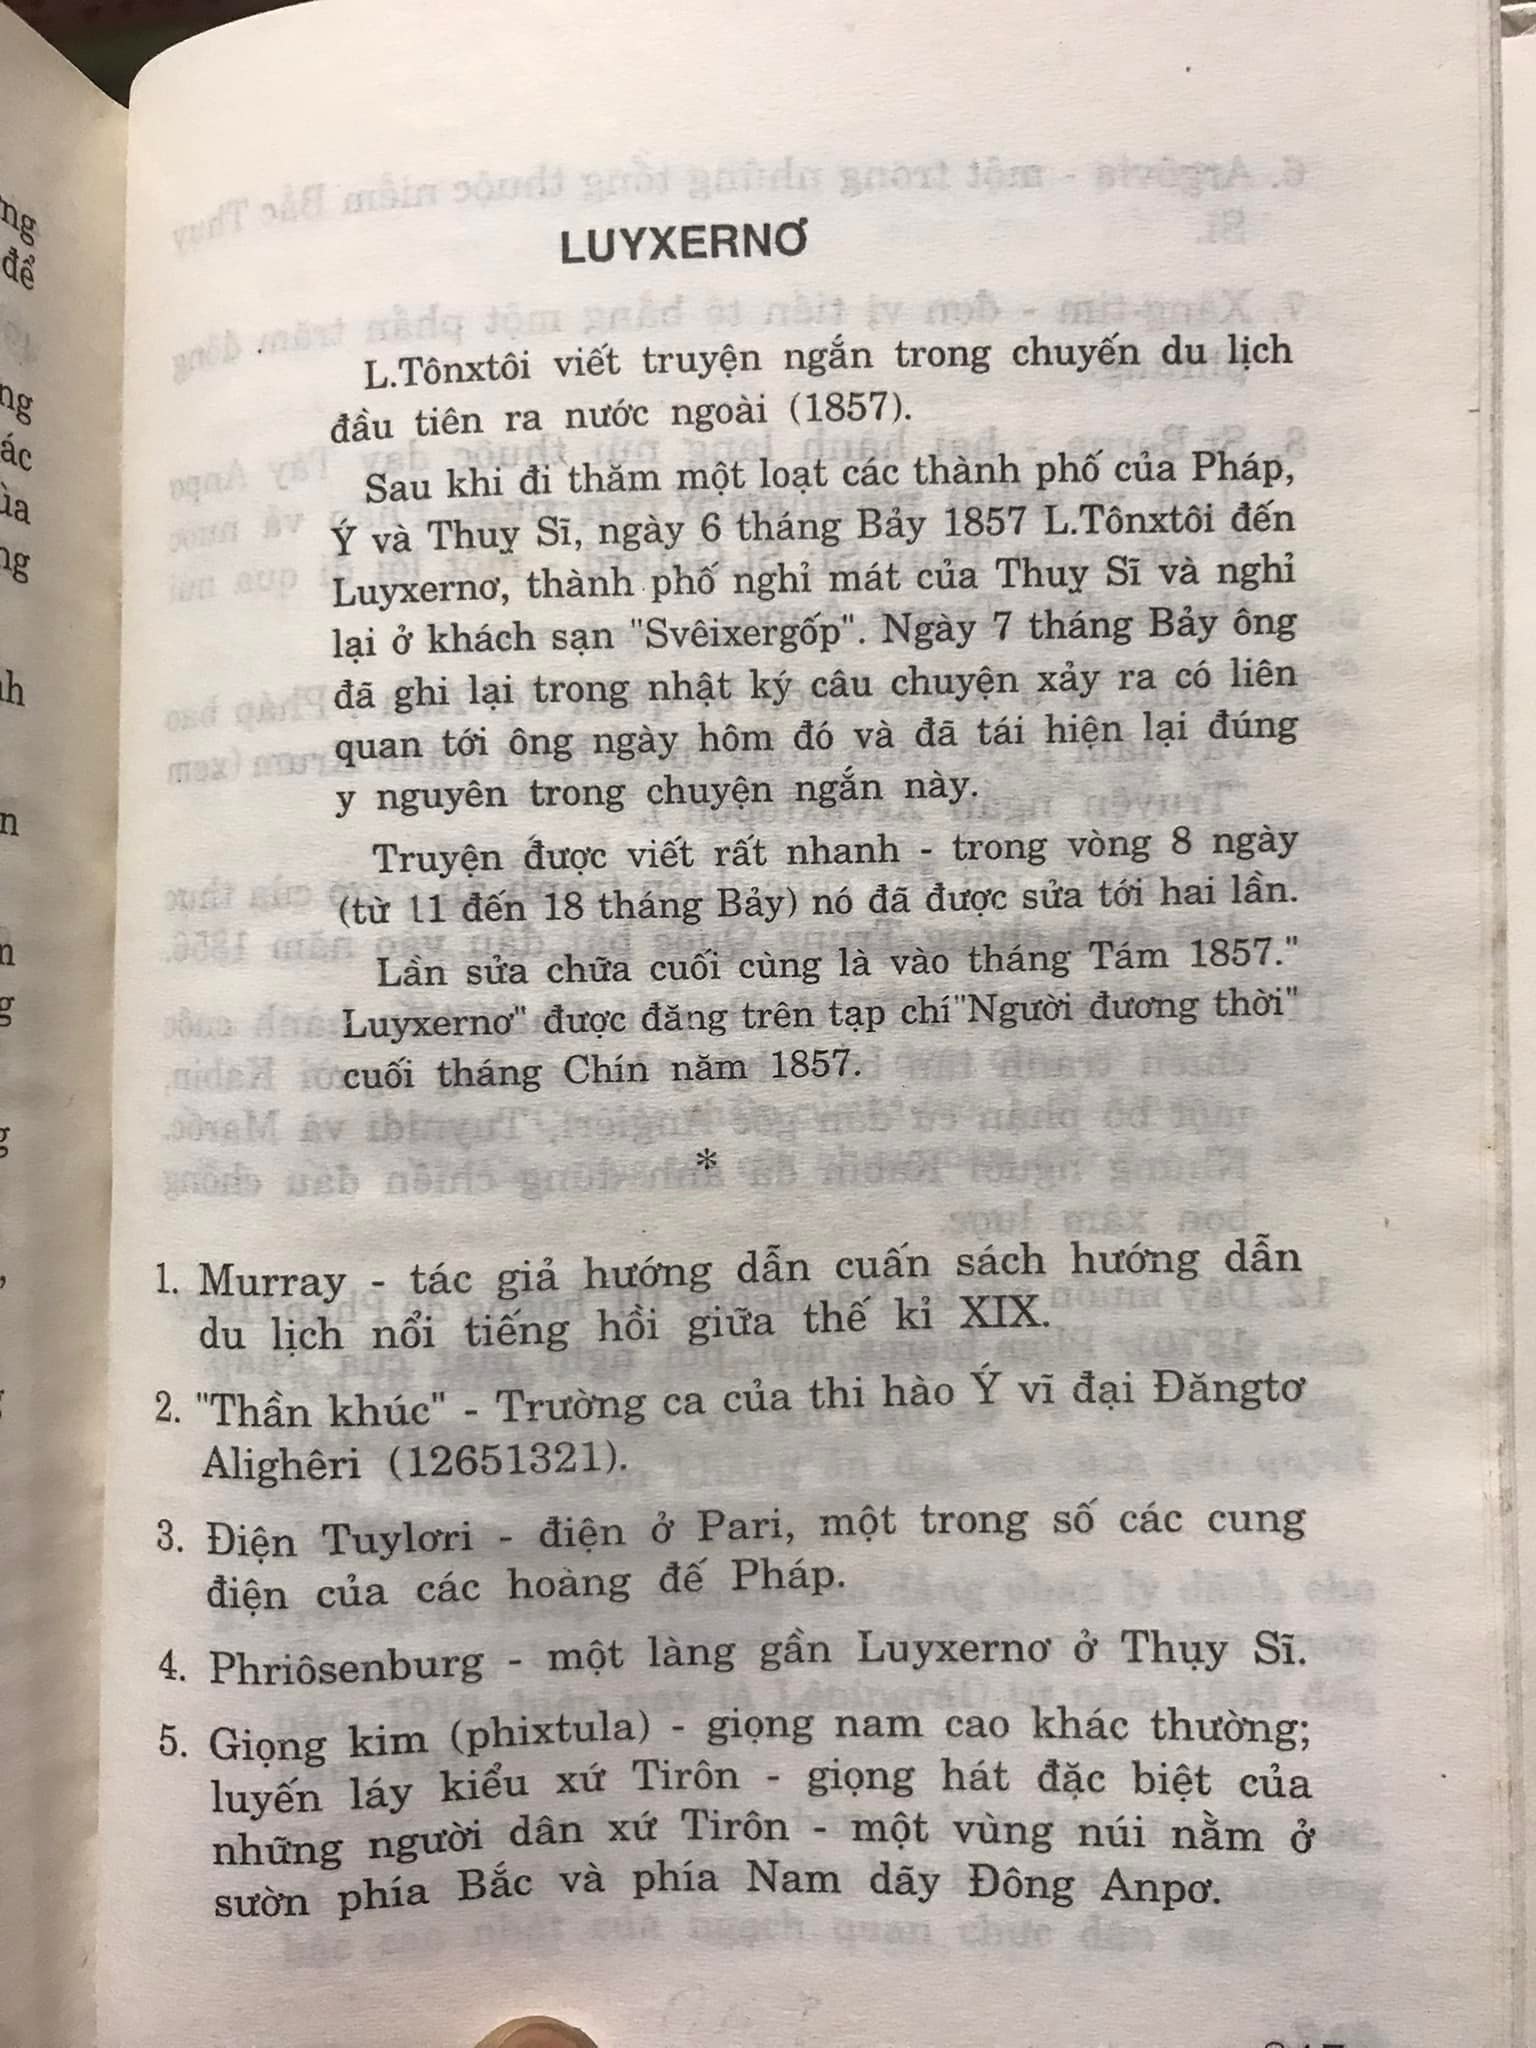 LUYXERNƠ
L.Tônxtôi viết truyện ngắn trong chuyến du lịch
đầu tiên ra nước ngoài (1857).
Sau khi đi thăm một loạt các thành phố của Pháp,
Ý và Thuỵ Sĩ, ngày 6 tháng Bảy 1857 L.Tônxtôi đến
Luyxernơ, thành phố nghỉ mát của Thuỵ Sĩ và nghỉ
lại ở khách sạn "Svêixergốp". Ngày 7 tháng Bảy ông
đã ghi lại trong nhật ký câu chuyện xảy ra có liên
quan tới ông ngày hôm đó và đã tái hiện lại đúng
y nguyên trong chuyện ngắn này.
Truyện được viết rất nhanh - trong vòng 8 ngày
(từ 11 đến 18 tháng Bảy) nó đã được sửa tới hai lần.
Lần sửa chữa cuối cùng là vào tháng Tám 1857."
Luyxernơ" được đăng trên tạp chí"Người đương thời"
cuối tháng Chín năm 1857.
*
1. Murray - tác giả hướng dẫn cuấn sách hướng dẫn
du lịch nổi tiếng hồi giữa thế kỉ XIX.
2. "Thần khúc" - Trường ca của thi hào Ý vĩ đại Đăngtơ
Alighêri (12651321).
3. Điện Tuylơri - điện ở Pari, một trong số các cung
điện của các hoàng đế Pháp.
4. Phriôsenburg - một làng gần Luyxernơ ở Thụy Sĩ.
5. Giọng kim (phixtula) - giọng nam cao khác thường;
luyến láy kiểu xứ Tirôn - giọng hát đặc biệt của
những người dân xứ Tirôn - một vùng núi nằm ở
sườn phía Bắc và phía Nam dãy Đông Anpơ.